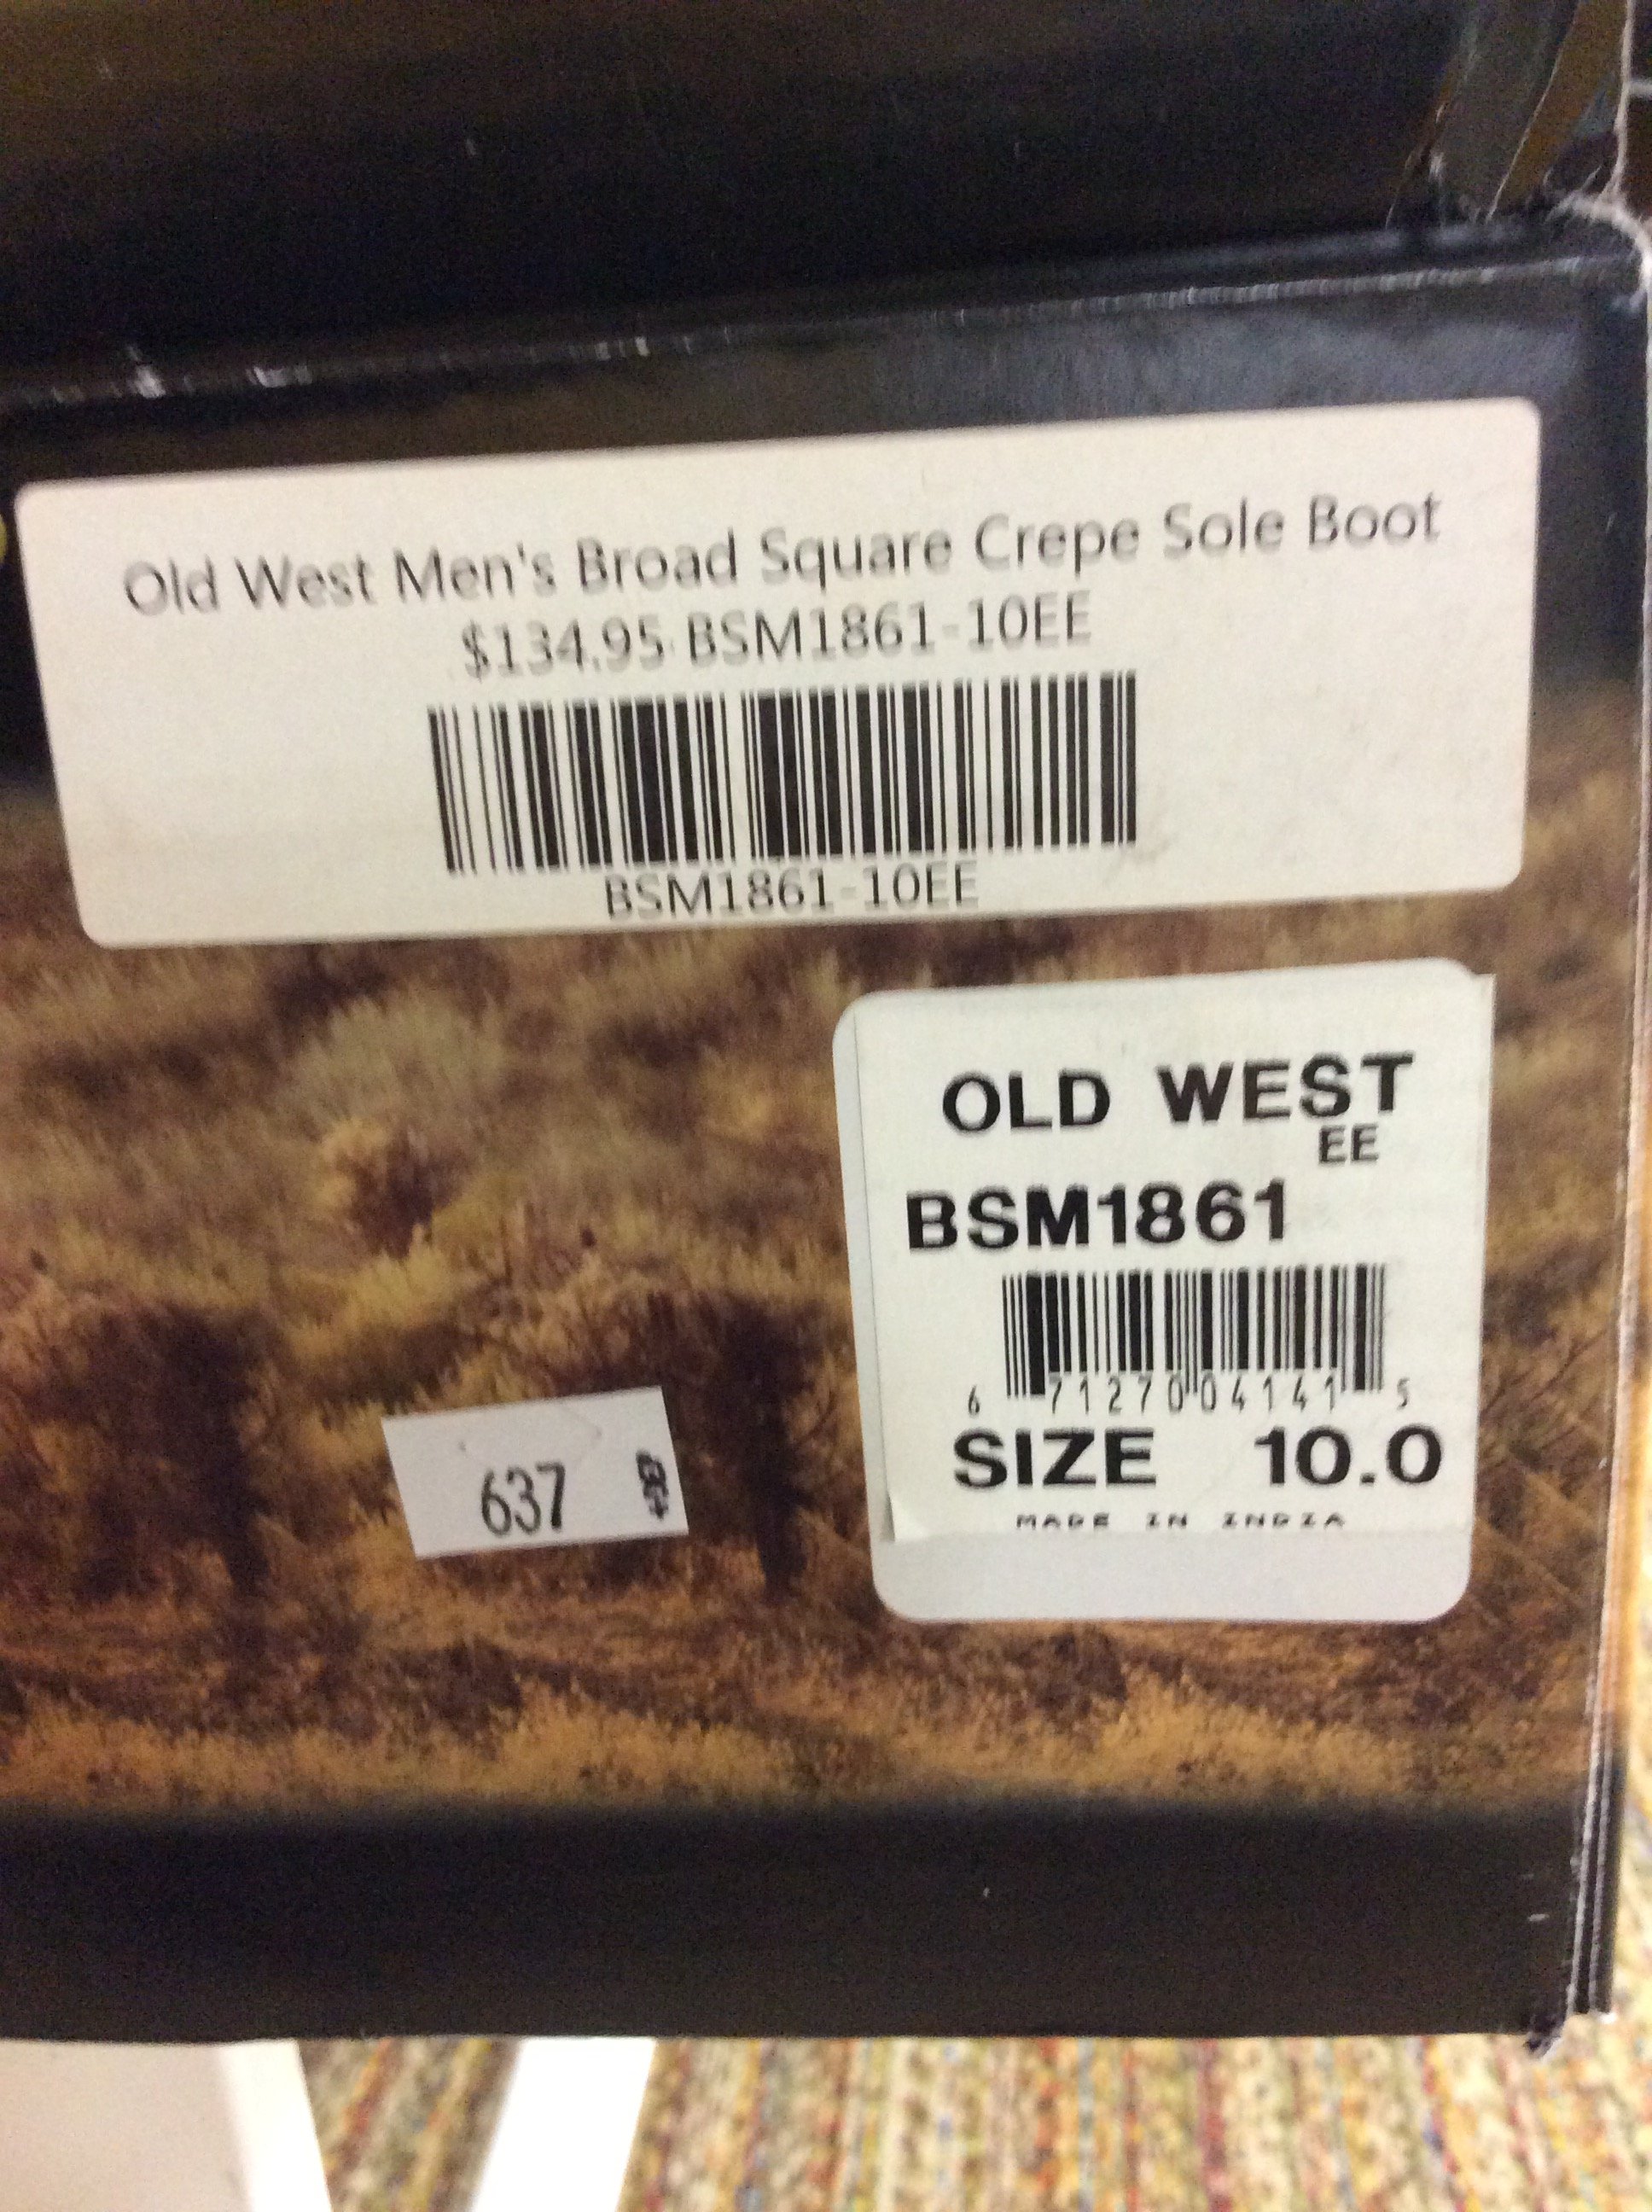 Old West Men's Broad Square Crepe Sole Boot
$134.95 BSM1861-10EE
BSM1861-10EE
OLD WEST
EE
BSM1861
6 71270 04141 5
SIZE 10.0
MADE IN INDIA
637